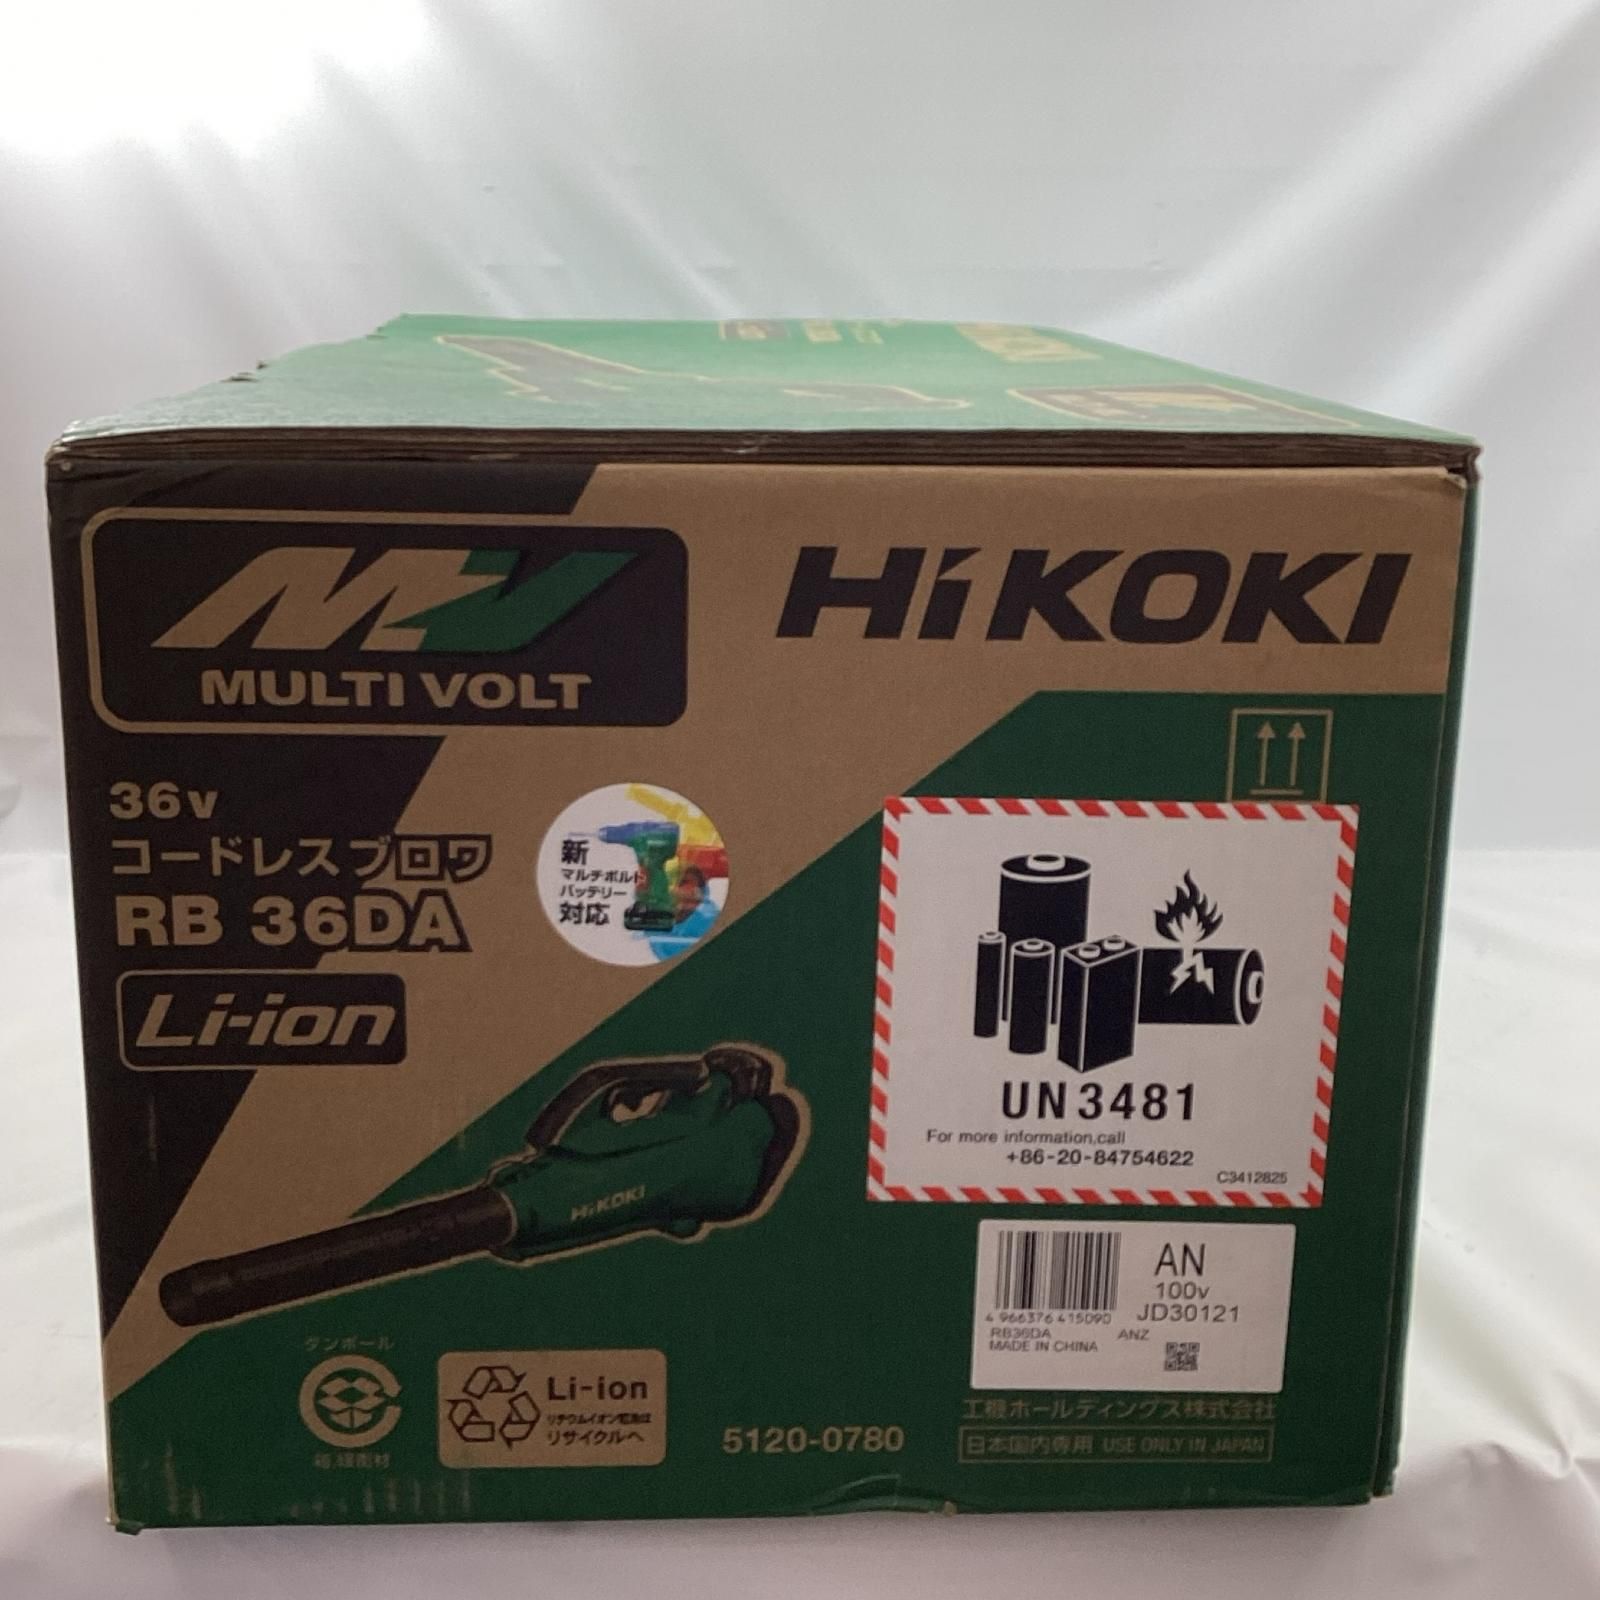 MV
MULTI VOLT
HiKOKI
36v
コードレスブロワ
RB 36DA
Li-ion
新
マルチボルト
バッテリー
対応
UN3481
For more information,call
+86-20-84754622
C3412825
HiKOKI
AN
100v
4 966376 415090
JD30121
RB36DA
ANZ
MADE IN CHINA
ダンボール
Li-ion
リチウムイオン電池は
リサイクルへ
5120-0780
工機ホールディングス株式会社
日本国内専用 USE ONLY IN JAPAN